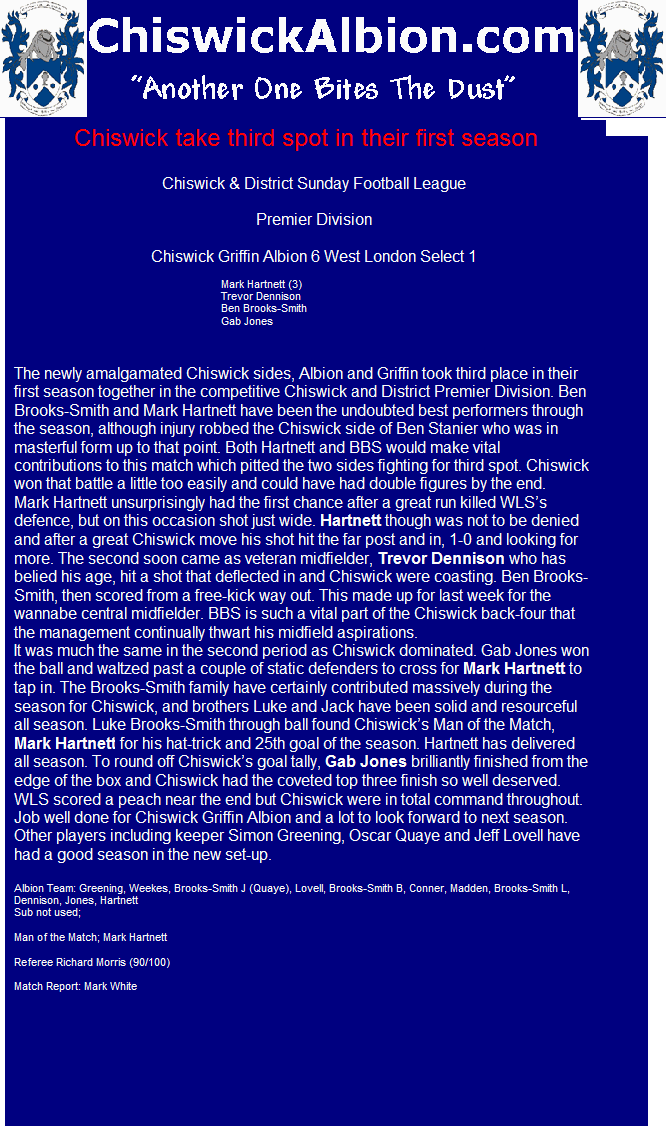 ChiswickAlbion.com
“Another One Bites The Dust”
Chiswick take third spot in their first season
Chiswick & District Sunday Football League
Premier Division
Chiswick Griffin Albion 6 West London Select 1
Mark Hartnett (3)
Trevor Dennison
Ben Brooks-Smith
Gab Jones
The newly amalgamated Chiswick sides, Albion and Griffin took third place in their
first season together in the competitive Chiswick and District Premier Division. Ben
Brooks-Smith and Mark Hartnett have been the undoubted best performers through
the season, although injury robbed the Chiswick side of Ben Stanier who was in
masterful form up to that point. Both Hartnett and BBS would make vital
contributions to this match which pitted the two sides fighting for third spot. Chiswick
won that battle a little too easily and could have had double figures by the end.
Mark Hartnett unsurprisingly had the first chance after a great run killed WLS’s
defence, but on this occasion shot just wide. Hartnett though was not to be denied
and after a great Chiswick move his shot hit the far post and in, 1-0 and looking for
more. The second soon came as veteran midfielder, Trevor Dennison who has
belied his age, hit a shot that deflected in and Chiswick were coasting. Ben Brooks-
Smith, then scored from a free-kick way out. This made up for last week for the
wannabe central midfielder. BBS is such a vital part of the Chiswick back-four that
the management continually thwart his midfield aspirations.
It was much the same in the second period as Chiswick dominated. Gab Jones won
the ball and waltzed past a couple of static defenders to cross for Mark Hartnett to
tap in. The Brooks-Smith family have certainly contributed massively during the
season for Chiswick, and brothers Luke and Jack have been solid and resourceful
all season. Luke Brooks-Smith through ball found Chiswick’s Man of the Match,
Mark Hartnett for his hat-trick and 25th goal of the season. Hartnett has delivered
all season. To round off Chiswick’s goal tally, Gab Jones brilliantly finished from the
edge of the box and Chiswick had the coveted top three finish so well deserved.
WLS scored a peach near the end but Chiswick were in total command throughout.
Job well done for Chiswick Griffin Albion and a lot to look forward to next season.
Other players including keeper Simon Greening, Oscar Quaye and Jeff Lovell have
had a good season in the new set-up.
Albion Team: Greening, Weekes, Brooks-Smith J (Quaye), Lovell, Brooks-Smith B, Conner, Madden, Brooks-Smith L,
Dennison, Jones, Hartnett
Sub not used;
Man of the Match; Mark Hartnett
Referee Richard Morris (90/100)
Match Report: Mark White